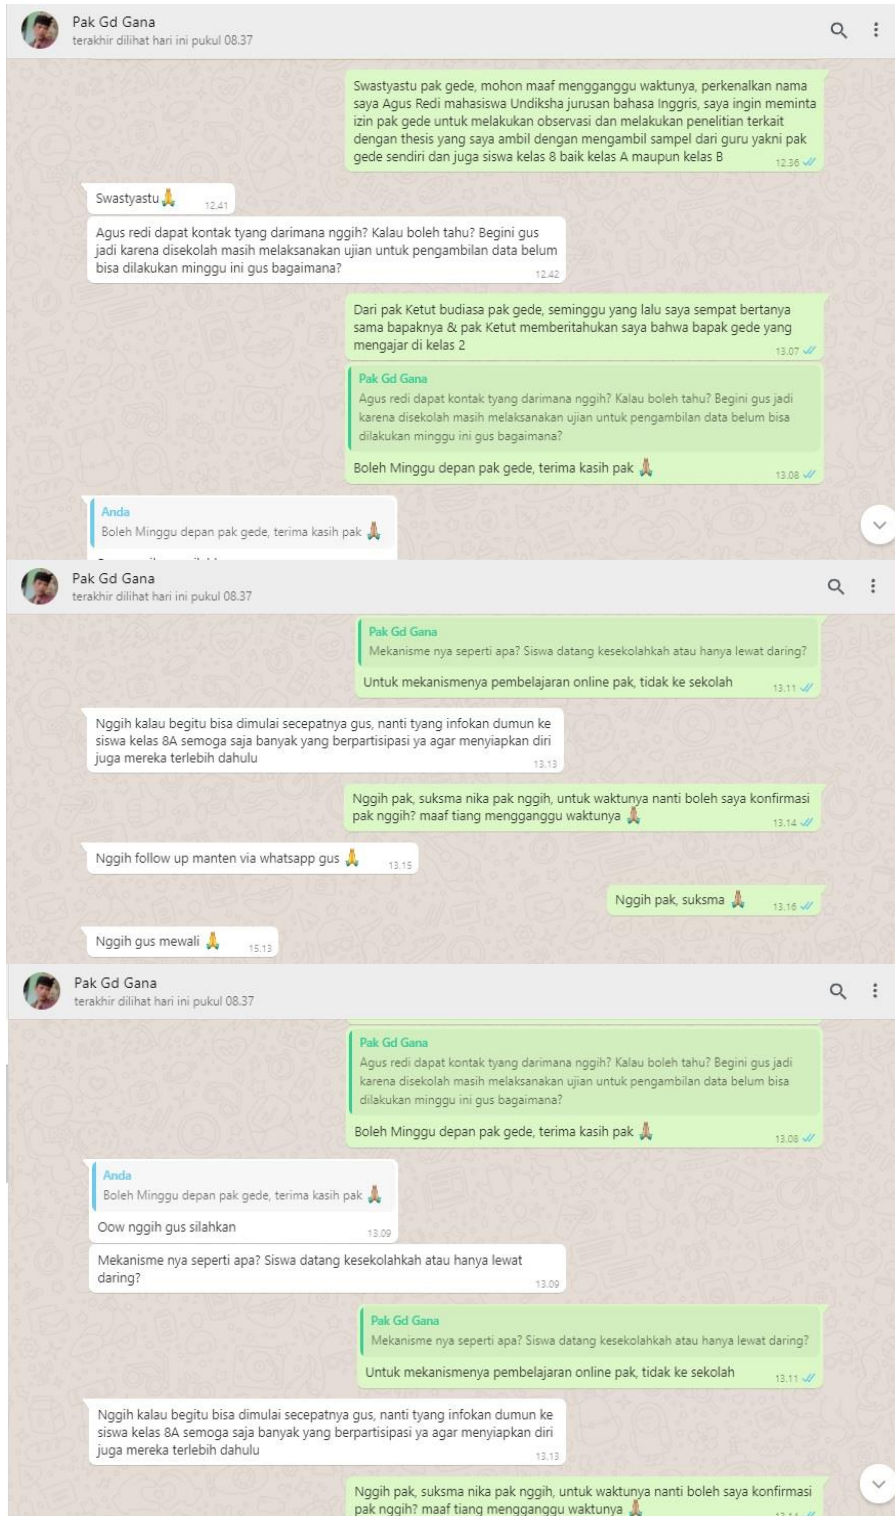 Pak Gd Gana
terakhir dilihat hari ini pukul 08.37
Swastyastu pak gede, mohon maaf mengganggu waktunya, perkenalkan nama
saya Agus Redi mahasiswa Undiksha jurusan bahasa Inggris, saya ingin meminta
izin pak gede untuk melakukan observasi dan melakukan penelitian terkait
dengan thesis yang saya ambil dengan mengambil sampel dari guru yakni pak
gede sendiri dan juga siswa kelas 8 baik kelas A maupun kelas B
12.36
Swastyastu🙏
12.41
Agus redi dapat kontak tyang darimana nggih? Kalau boleh tahu? Begini gus
jadi karena disekolah masih melaksanakan ujian untuk pengambilan data belum
bisa dilakukan minggu ini gus bagaimana?
12.42
Dari pak Ketut budiasa pak gede, seminggu yang lalu saya sempat bertanya
sama bapaknya & pak Ketut memberitahukan saya bahwa bapak gede yang
mengajar di kelas 2
13.07
Pak Gd Gana
Agus redi dapat kontak tyang darimana nggih? Kalau boleh tahu? Begini gus jadi
karena disekolah masih melaksanakan ujian untuk pengambilan data belum bisa
dilakukan minggu ini gus bagaimana?
Boleh Minggu depan pak gede, terima kasih pak 🙏
13.08
Anda
Boleh Minggu depan pak gede, terima kasih pak 🙏
Pak Gd Gana
terakhir dilihat hari ini pukul 08.37
Pak Gd Gana
Mekanisme nya seperti apa? Siswa datang kesekolahkah atau hanya lewat daring?
Untuk mekanismenya pembelajaran online pak, tidak ke sekolah
13.11
Nggih kalau begitu bisa dimulai secepatnya gus, nanti tyang infokan dumun ke
siswa kelas 8A semoga saja banyak yang berpartisipasi ya agar menyiapkan diri
juga mereka terlebih dahulu
13.13
Nggih pak, suksma nika pak nggih, untuk waktunya nanti boleh saya konfirmasi
pak nggih? maaf tiang mengganggu waktunya 🙏
13.14
Nggih follow up manten via whatsapp gus 🙏
13.15
Nggih pak, suksma 🙏
13.16
Nggih gus mewali 🙏
15.13
Pak Gd Gana
terakhir dilihat hari ini pukul 08.37
Pak Gd Gana
Agus redi dapat kontak tyang darimana nggih? Kalau boleh tahu? Begini gus jadi
karena disekolah masih melaksanakan ujian untuk pengambilan data belum bisa
dilakukan minggu ini gus bagaimana?
Boleh Minggu depan pak gede, terima kasih pak 🙏
13.08
Anda
Boleh Minggu depan pak gede, terima kasih pak 🙏
Oow nggih gus silahkan
13.09
Mekanisme nya seperti apa? Siswa datang kesekolahkah atau hanya lewat
daring?
13.09
Pak Gd Gana
Mekanisme nya seperti apa? Siswa datang kesekolahkah atau hanya lewat daring?
Untuk mekanismenya pembelajaran online pak, tidak ke sekolah
13.11
Nggih kalau begitu bisa dimulai secepatnya gus, nanti tyang infokan dumun ke
siswa kelas 8A semoga saja banyak yang berpartisipasi ya agar menyiapkan diri
juga mereka terlebih dahulu
13.13
Nggih pak, suksma nika pak nggih, untuk waktunya nanti boleh saya konfirmasi
pak nggih? maaf tiang mengganggu waktunya 🙏